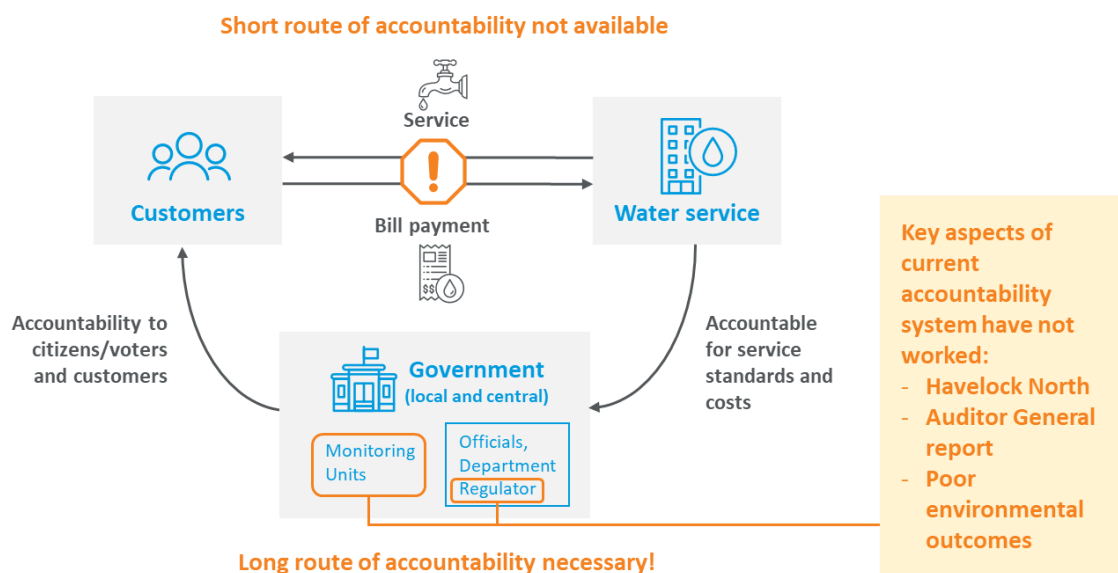 Short route of accountability not available
Service
Customers
Bill payment
$$
Water service
Accountability to
citizens/voters
and customers
Government
(local and central)
Monitoring
Units
Officials,
Department
Regulator
Accountable
for service
standards and
costs
Key aspects of
current
accountability
system have not
worked:
- Havelock North
- Auditor General
report
- Poor
environmental
outcomes
Long route of accountability necessary!